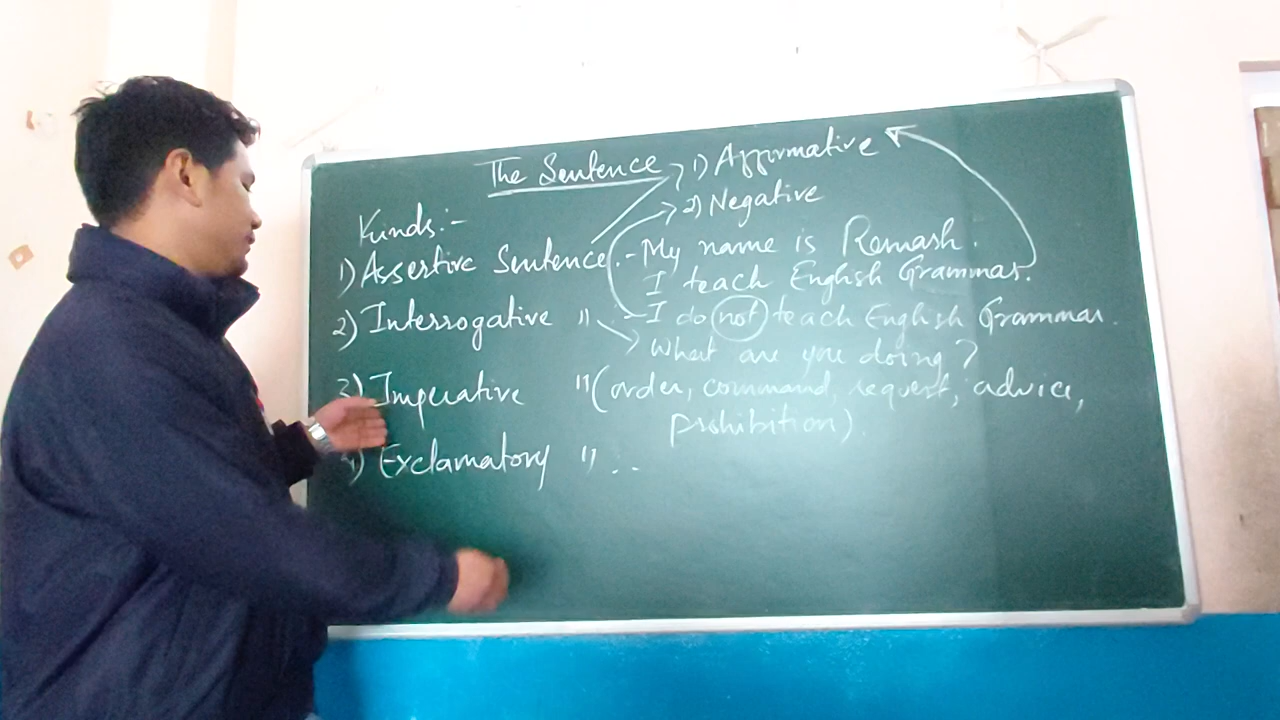 The Sentence
1) Affirmative
2) Negative
Kinds:-
1) Assertive Sentence:- My name is Ramash.
I teach English Grammar.
2) Interrogative " :- I do not teach English Grammar.
What are you doing?
3) Imperative " (order, command, request, advice,
prohibition).
4) Exclamatory " ..